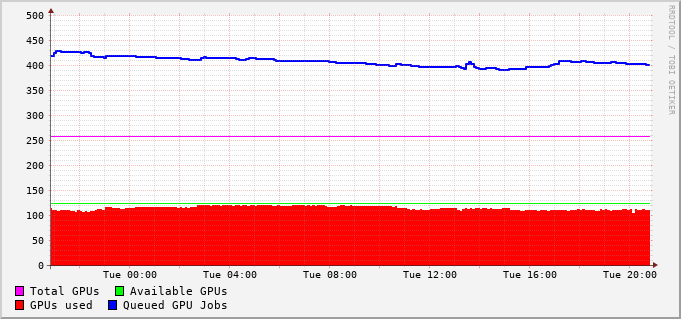 500
450
400
350
300
250
200
150
100
50
0
Tue 00:00 Tue 04:00 Tue 08:00 Tue 12:00 Tue 16:00 Tue 20:00
Total GPUs Available GPUs
GPUs used Queued GPU Jobs
RRDTOOL / TOBI OETIKER